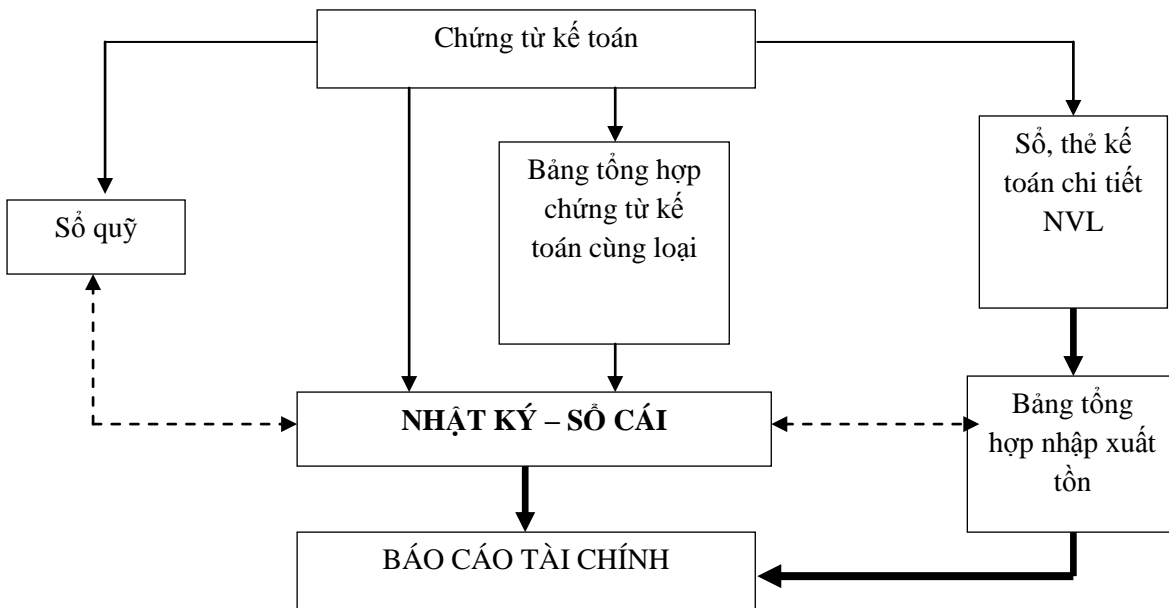 Chứng từ kế toán
Sổ quỹ
Bảng tổng hợp
chứng từ kế
toán cùng loại
Sổ, thẻ kế
toán chi tiết
NVL
NHẬT KÝ – SỔ CÁI
Bảng tổng
hợp nhập xuất
tồn
BÁO CÁO TÀI CHÍNH